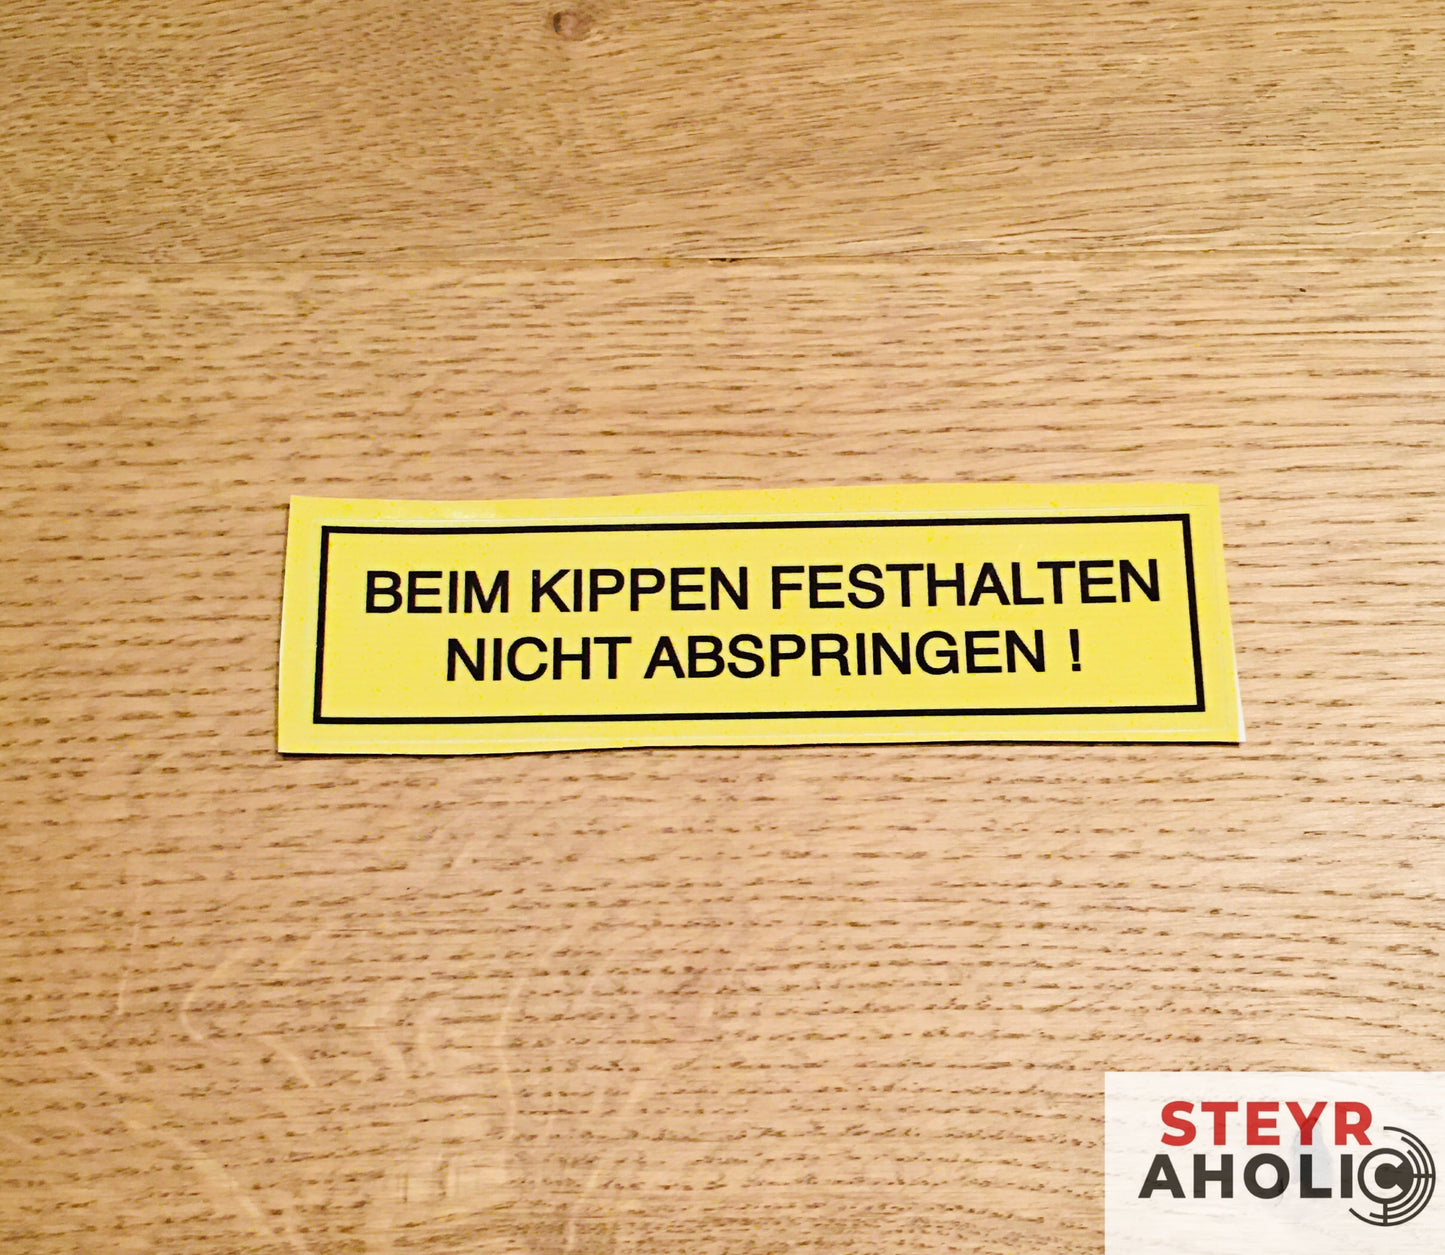 BEIM KIPPEN FESTHALTEN
NICHT ABSPRINGEN !
STEYR
AHOLIC